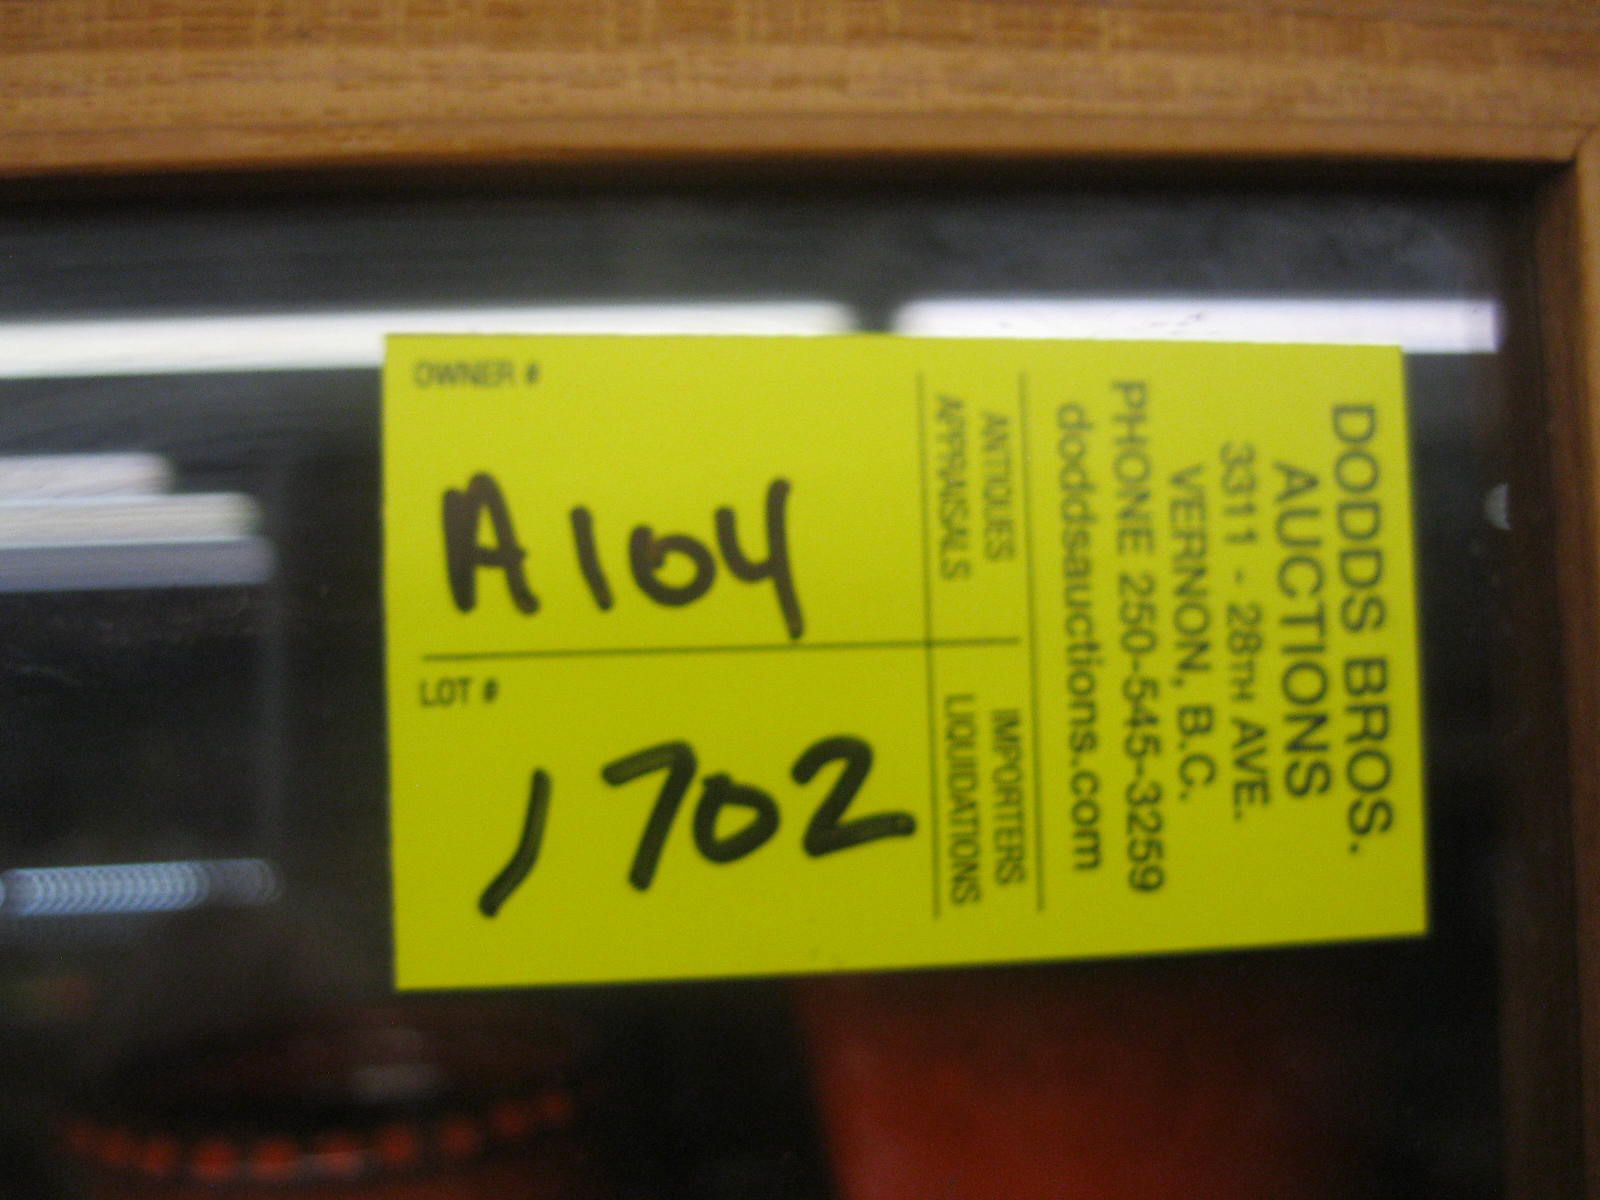 OWNER #
A104
LOT #
1702
DODDS BROS.
AUCTIONS
3311 - 28TH AVE.
VERNON, B.C.
PHONE 250-545-3259
doddsauctions.com
ANTIQUES IMPORTERS
APPRAISALS LIQUIDATIONS